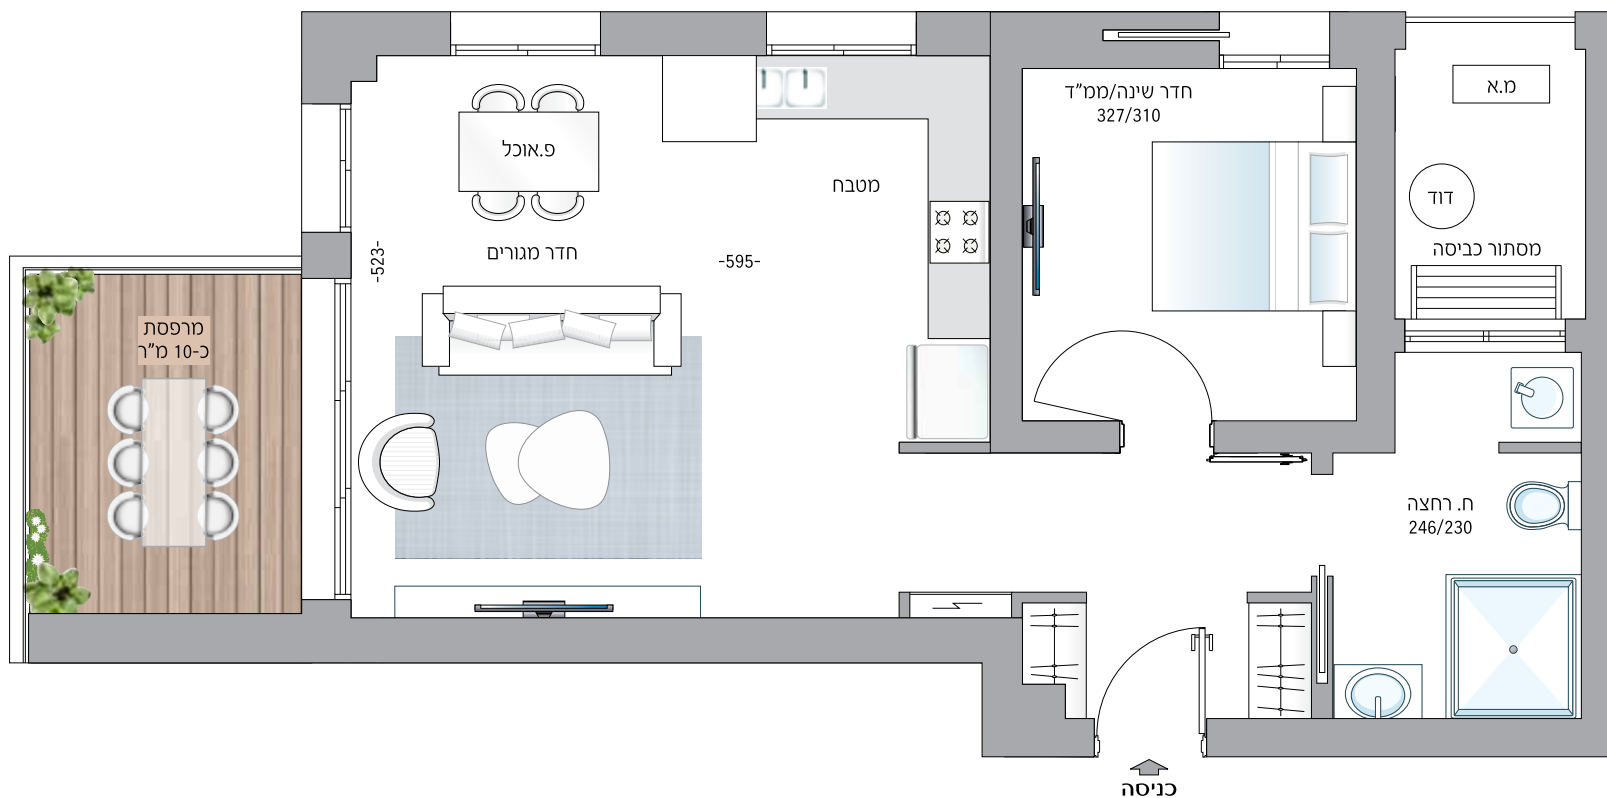 חדר שינה/ממ"ד
327/310
מ.א
דוד
מסתור כביסה
פ.אוכל
מטבח
חדר מגורים
-523-
-595-
מרפסת
כ-10 מ"ר
ח. רחצה
246/230
כניסה